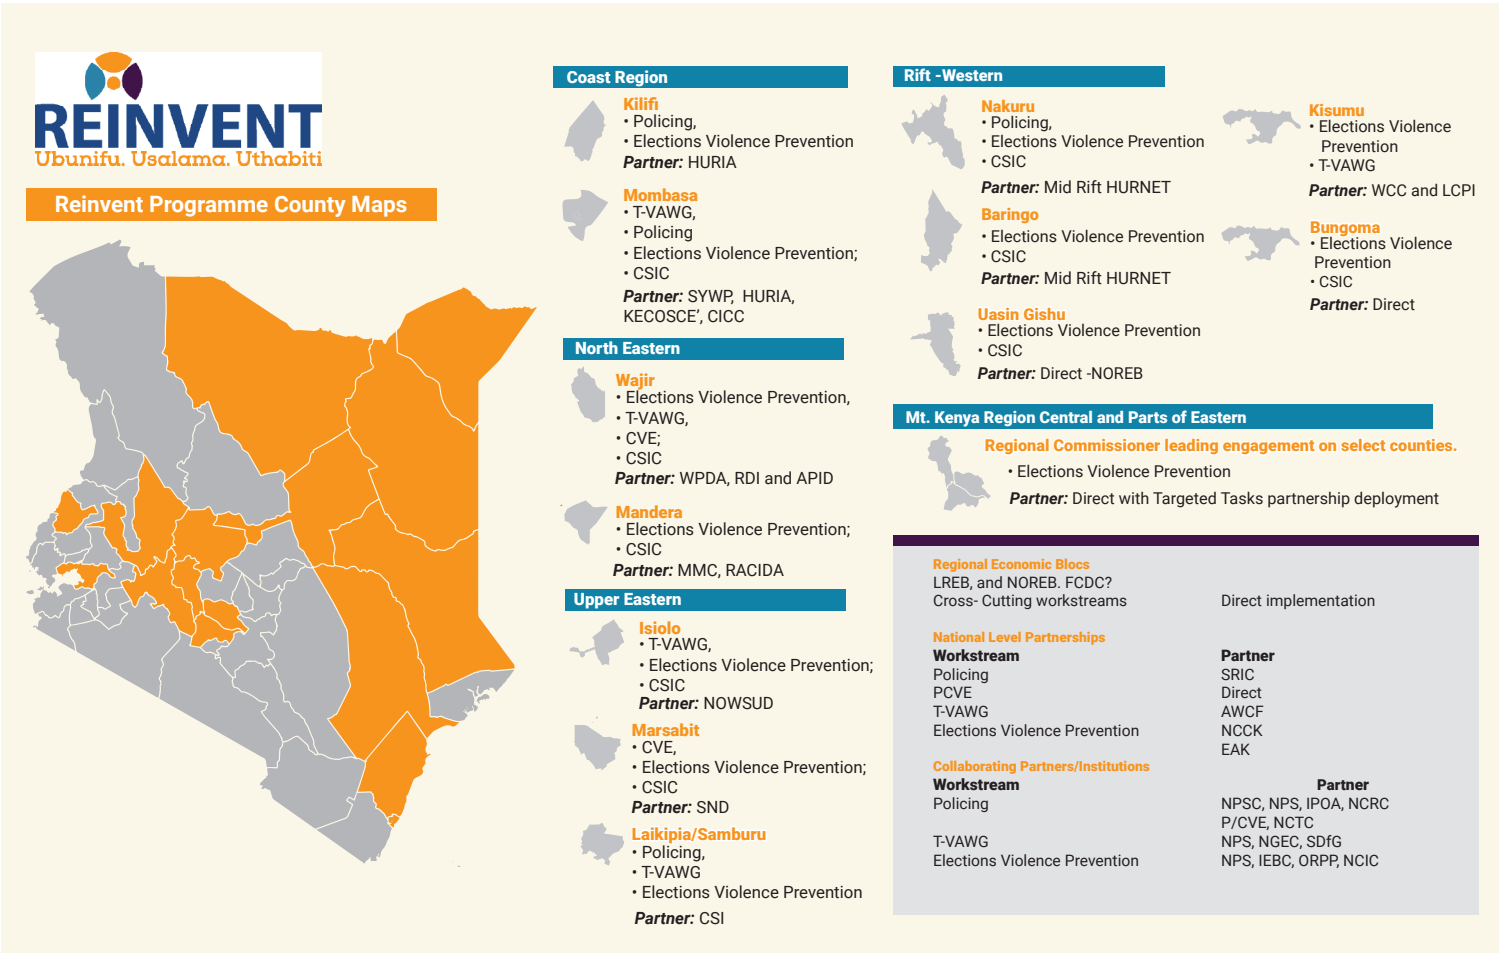 REINVENT
Ubunifu. Usalama. Uthabiti
Reinvent Programme County Maps
Coast Region
Kilifi
• Policing,
• Elections Violence Prevention
Partner: HURIA
Mombasa
• T-VAWG,
• Policing
• Elections Violence Prevention;
• CSIC
Partner: SYWP, HURIA,
KECOSCE’, CICC
North Eastern
Wajir
• Elections Violence Prevention,
• T-VAWG,
• CVE;
• CSIC
Partner: WPDA, RDI and APID
Mandera
• Elections Violence Prevention;
• CSIC
Partner: MMC, RACIDA
Upper Eastern
Isiolo
• T-VAWG,
• Elections Violence Prevention;
• CSIC
Partner: NOWSUD
Marsabit
• CVE,
• Elections Violence Prevention;
• CSIC
Partner: SND
Laikipia/Samburu
• Policing,
• T-VAWG
• Elections Violence Prevention
Partner: CSI
Rift -Western
Nakuru
• Policing,
• Elections Violence Prevention
• CSIC
Partner: Mid Rift HURNET
Baringo
• Elections Violence Prevention
• CSIC
Partner: Mid Rift HURNET
Uasin Gishu
• Elections Violence Prevention
• CSIC
Partner: Direct -NOREB
Kisumu
• Elections Violence
Prevention
• T-VAWG
Partner: WCC and LCPI
Bungoma
• Elections Violence
Prevention
• CSIC
Partner: Direct
Mt. Kenya Region Central and Parts of Eastern
Regional Commissioner leading engagement on select counties.
• Elections Violence Prevention
Partner: Direct with Targeted Tasks partnership deployment
Regional Economic Blocs
LREB, and NOREB. FCDC?
Cross- Cutting workstreams Direct implementation
National Level Partnerships
Workstream Partner
Policing SRIC
PCVE Direct
T-VAWG AWCF
Elections Violence Prevention NCCK
EAK
Collaborating Partners/Institutions
Workstream Partner
Policing NPSC, NPS, IPOA, NCRC
P/CVE, NCTC
T-VAWG NPS, NGEC, SDfG
Elections Violence Prevention NPS, IEBC, ORPP, NCIC